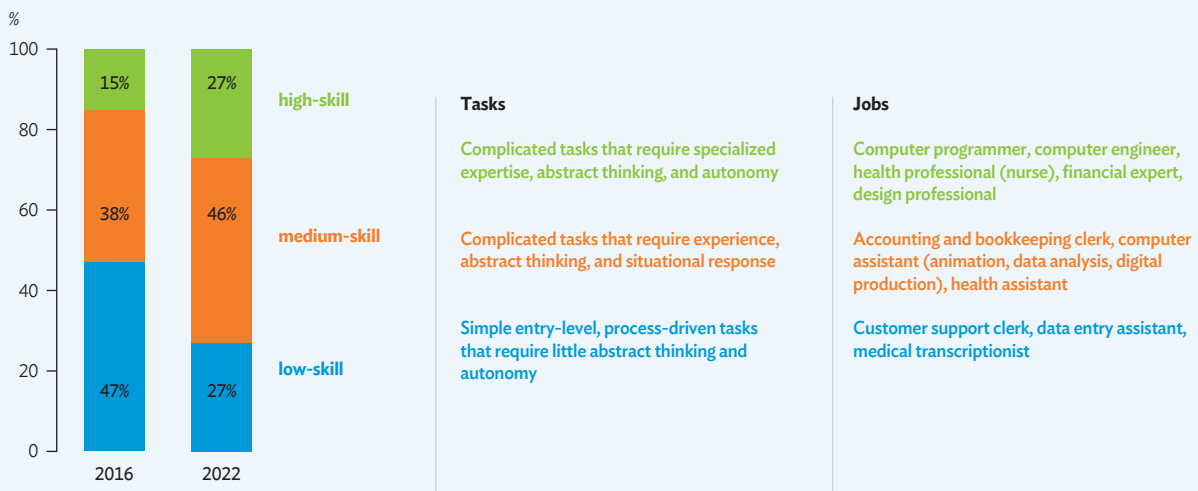 %
100
80
60
40
20
0
15%
38%
47%
2016
27%
46%
27%
2022
high-skill
medium-skill
low-skill
Tasks
Complicated tasks that require specialized
expertise, abstract thinking, and autonomy
Complicated tasks that require experience,
abstract thinking, and situational response
Simple entry-level, process-driven tasks
that require little abstract thinking and
autonomy
Jobs
Computer programmer, computer engineer,
health professional (nurse), financial expert,
design professional
Accounting and bookkeeping clerk, computer
assistant (animation, data analysis, digital
production), health assistant
Customer support clerk, data entry assistant,
medical transcriptionist